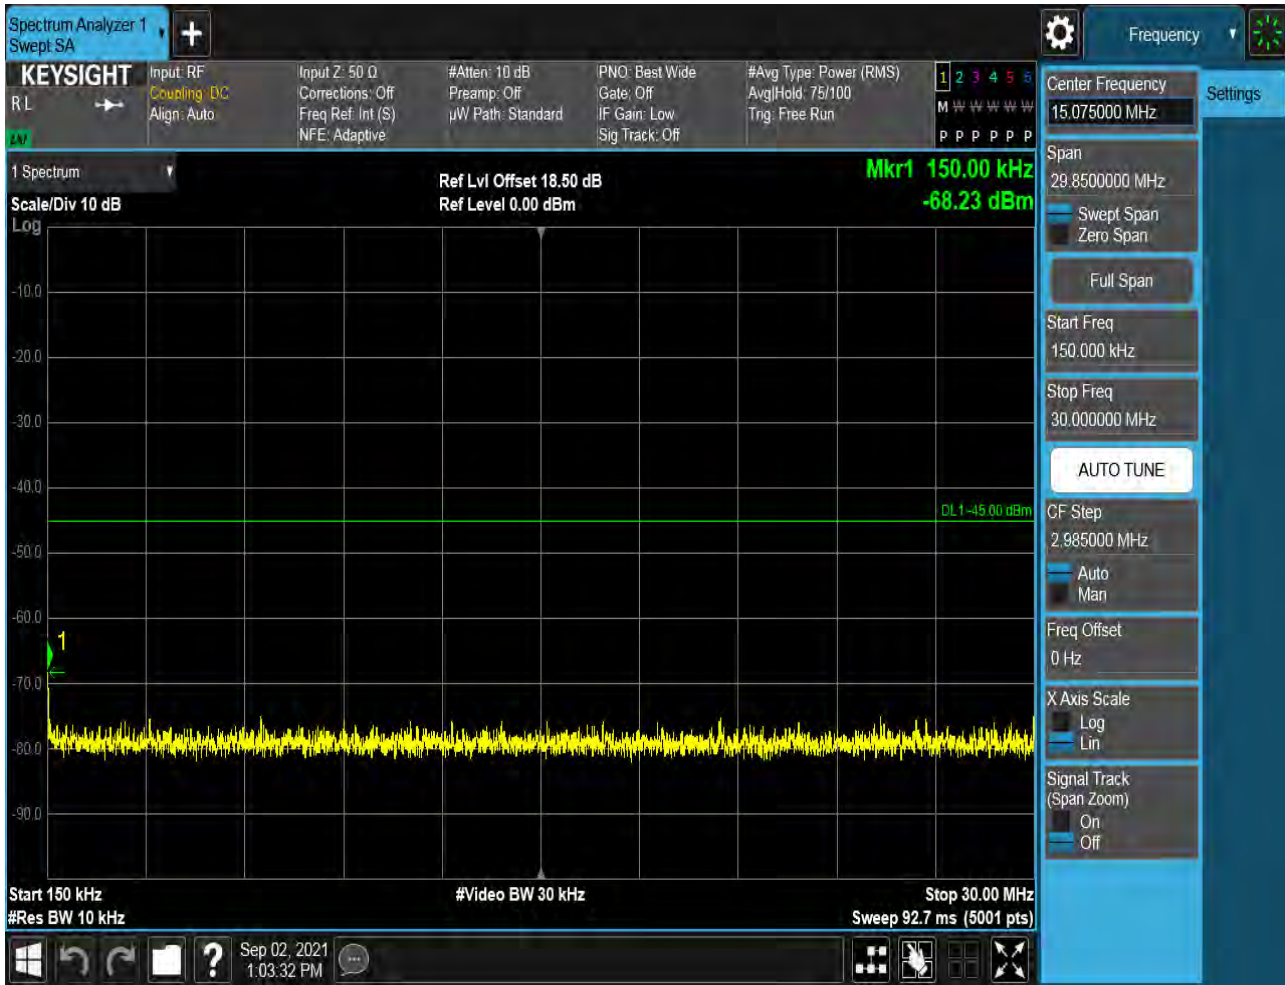 Spectrum Analyzer 1
Swept SA
+
Frequency
KEYSIGHT
R L
LXI
Input: RF
Coupling: DC
Align: Auto
Input Z: 50 Ω
Corrections: Off
Freq Ref: Int (S)
NFE: Adaptive
#Atten: 10 dB
Preamp: Off
µW Path: Standard
PNO: Best Wide
Gate: Off
IF Gain: Low
Sig Track: Off
#Avg Type: Power (RMS)
Avg|Hold: 75/100
Trig: Free Run
1 2 3 4 5 6
M W W W W W
P P P P P P
1 Spectrum
Scale/Div 10 dB
Log
Ref Lvl Offset 18.50 dB
Ref Level 0.00 dBm
Mkr1 150.00 kHz
-68.23 dBm
-10.0
-20.0
-30.0
-40.0
DL1 -45.00 dBm
-50.0
-60.0
1
-70.0
-80.0
-90.0
Start 150 kHz
#Res BW 10 kHz
#Video BW 30 kHz
Stop 30.00 MHz
Sweep 92.7 ms (5001 pts)
?
Sep 02, 2021
1:03:32 PM
Center Frequency
15.075000 MHz
Settings
Span
29.8500000 MHz
Swept Span
Zero Span
Full Span
Start Freq
150.000 kHz
Stop Freq
30.000000 MHz
AUTO TUNE
CF Step
2.985000 MHz
Auto
Man
Freq Offset
0 Hz
X Axis Scale
Log
Lin
Signal Track
(Span Zoom)
On
Off